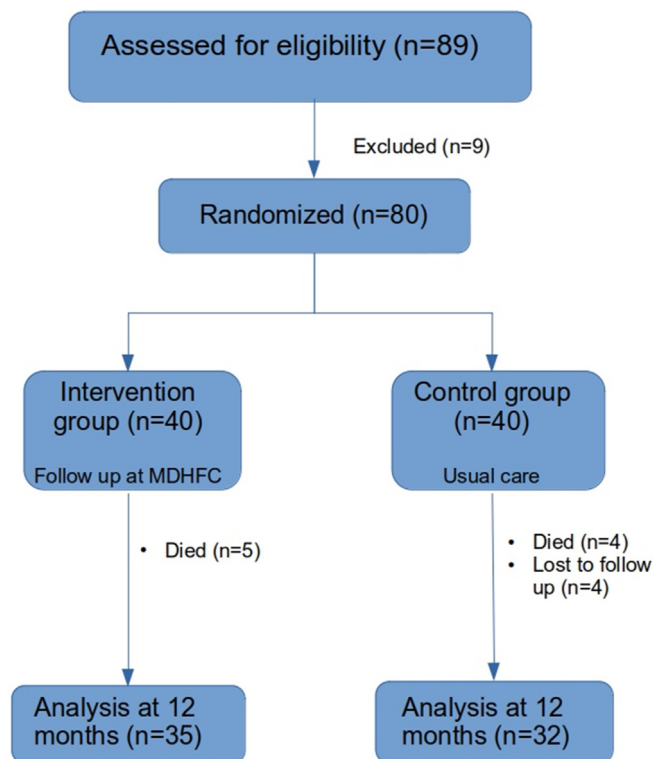 Assessed for eligibility (n=89)
Excluded (n=9)
Randomized (n=80)
Intervention
group (n=40)
Follow up at MDHFC
Control group
(n=40)
Usual care
• Died (n=5)
• Died (n=4)
• Lost to follow
up (n=4)
Analysis at 12
months (n=35)
Analysis at 12
months (n=32)